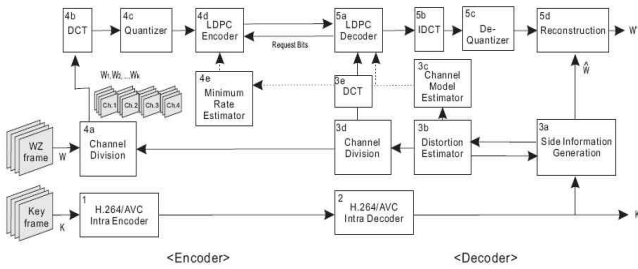 4b
DCT
4c
Quantizer
4d
LDPC
Encoder
Request Bits
5a
LDPC
Decoder
5b
IDCT
5c
De-
Quantizer
5d
Reconstruction
W'
W₁,W₂, ...Wₖ
Ch.1 Ch.2 Ch.3 Ch.4
4e
Minimum
Rate
Estimator
3e
DCT
3c
Channel
Model
Estimator
Ŵ
WZ
frame
W
4a
Channel
Division
3d
Channel
Division
3b
Distortion
Estimator
3a
Side Information
Generation
Key
frame
K
1
H.264/AVC
Intra Encoder
2
H.264/AVC
Intra Decoder
<Encoder>
<Decoder>